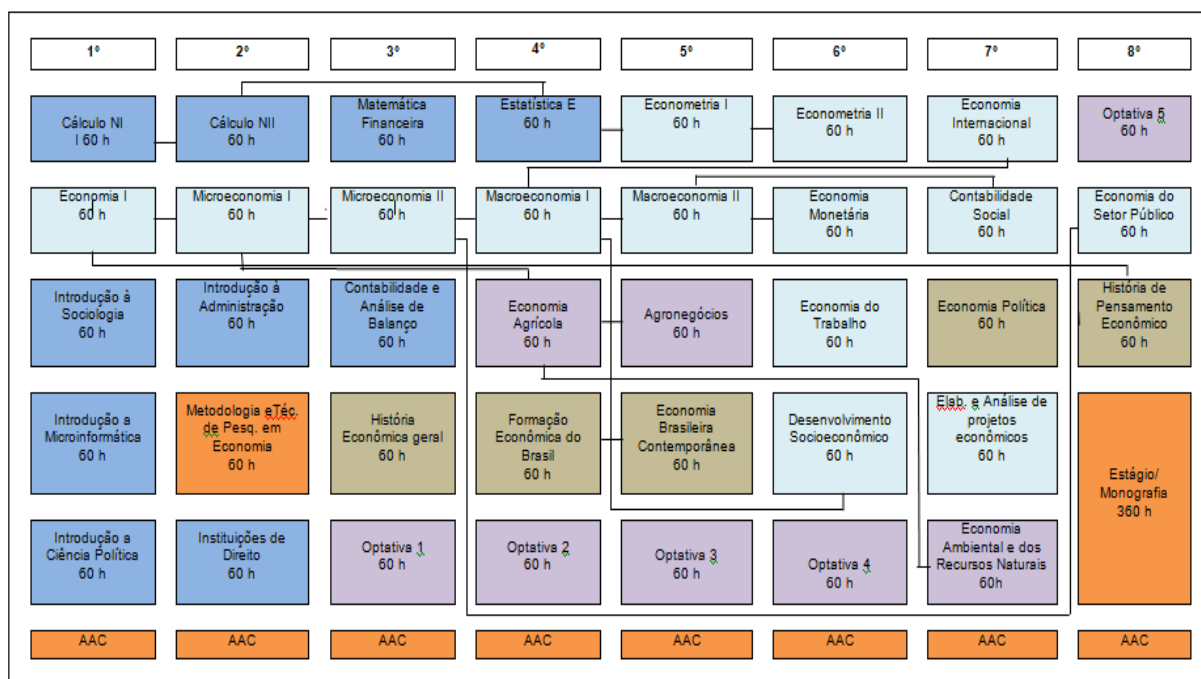 1º
2º
3º
4º
5º
6º
7º
8º
Cálculo NI
I 60 h
Cálculo NII
60 h
Matemática
Financeira
60 h
Estatística E
60 h
Econometria I
60 h
Econometria II
60 h
Economia
Internacional
60 h
Optativa 5
60 h
Economia I
60 h
Microeconomia I
60 h
Microeconomia II
60 h
Macroeconomia I
60 h
Macroeconomia II
60 h
Economia
Monetária
60 h
Contabilidade
Social
60 h
Economia do
Setor Público
60 h
Introdução à
Sociologia
60 h
Introdução à
Administração
60 h
Contabilidade e
Análise de
Balanço
60 h
Economia
Agrícola
60 h
Agronegócios
60 h
Economia do
Trabalho
60 h
Economia Política
60 h
História de
Pensamento
Econômico
60 h
Introdução a
Microinformática
60 h
Metodologia eTéc.
de Pesq. em
Economia
60 h
História
Econômica geral
60 h
Formação
Econômica do
Brasil
60 h
Economia
Brasileira
Contemporânea
60 h
Desenvolvimento
Socioeconômico
60 h
Elab. e Análise de
projetos
econômicos
60 h
Estágio/
Monografia
360 h
Introdução a
Ciência Política
60 h
Instituições de
Direito
60 h
Optativa 1
60 h
Optativa 2
60 h
Optativa 3
60 h
Optativa 4
60 h
Economia
Ambiental e dos
Recursos Naturais
60h
AAC
AAC
AAC
AAC
AAC
AAC
AAC
AAC